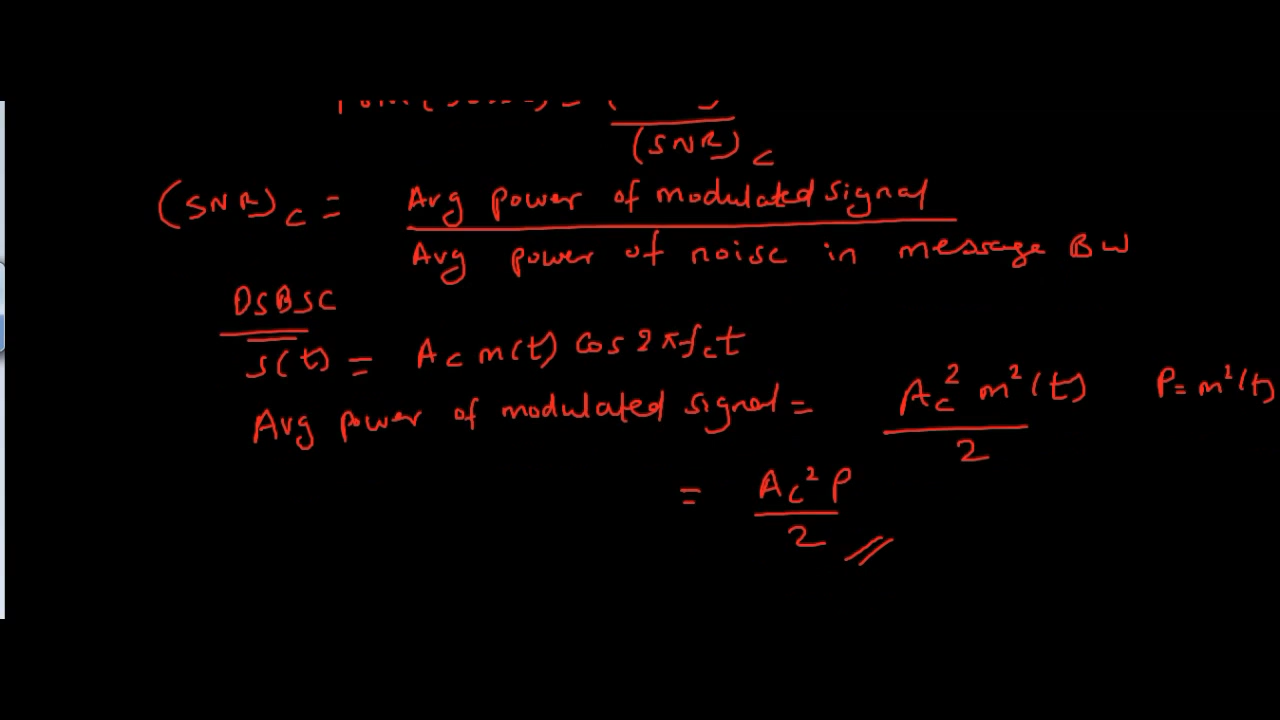 (SNR)c
(SNR)c = Avg power of modulated signal
Avg power of noise in message BW
DSBSC
s(t) = Ac m(t) cos 2πfct
Avg power of modulated signal = Ac² m²(t) / 2 P = m²(t)
= Ac² P / 2